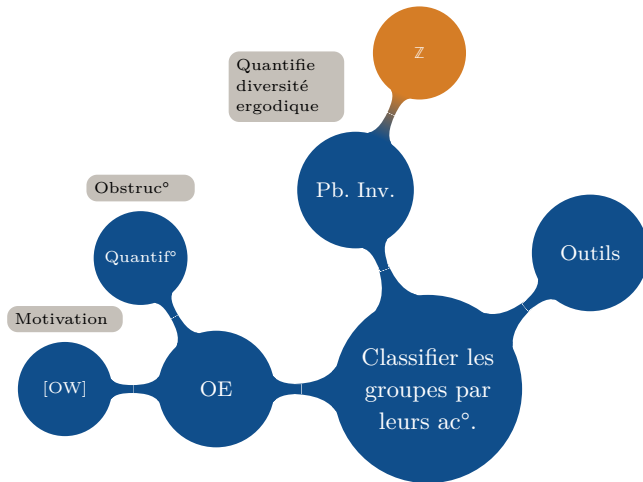 ℤ
Quantifie
diversité
ergodique
Pb. Inv.
Obstruc°
Quantif°
Outils
Motivation
[OW]
OE
Classifier les
groupes par
leurs ac°.